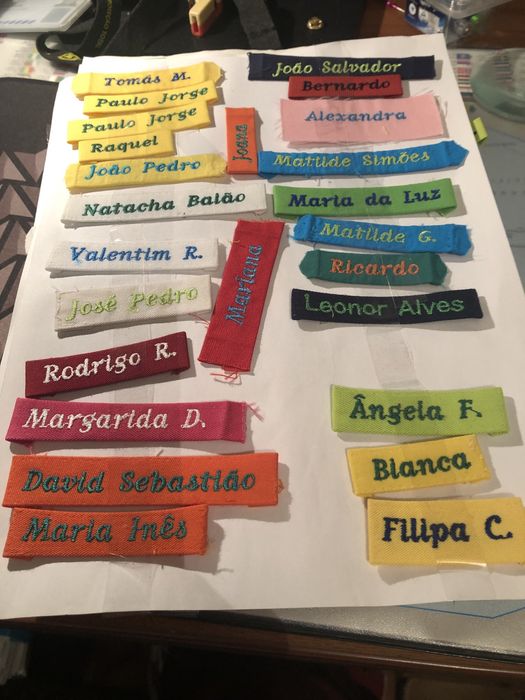 Tomás M.
Paulo Jorge
Paulo Jorge
Raquel
João Pedro
Natacha Balão
Valentim R.
José Pedro
Rodrigo R.
Margarida D.
David Sebastião
Maria Inês
Joana
Mariana
João Salvador
Bernardo
Alexandra
Matilde Simões
Maria da Luz
Matilde G.
Ricardo
Leonor Alves
Ângela F.
Bianca
Filipa C.